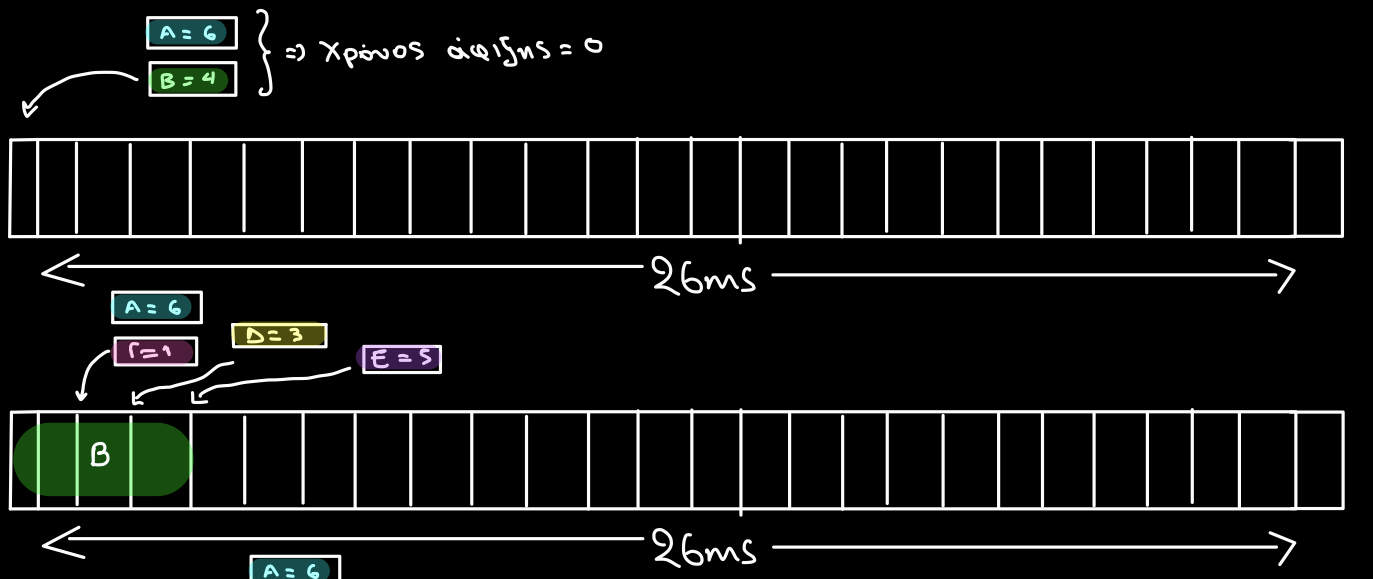 A = 6
B = 4
} => Χρόνος άφιξης = 0
26ms
A = 6
Γ = 1
D = 3
E = 5
B
26ms
A = 6